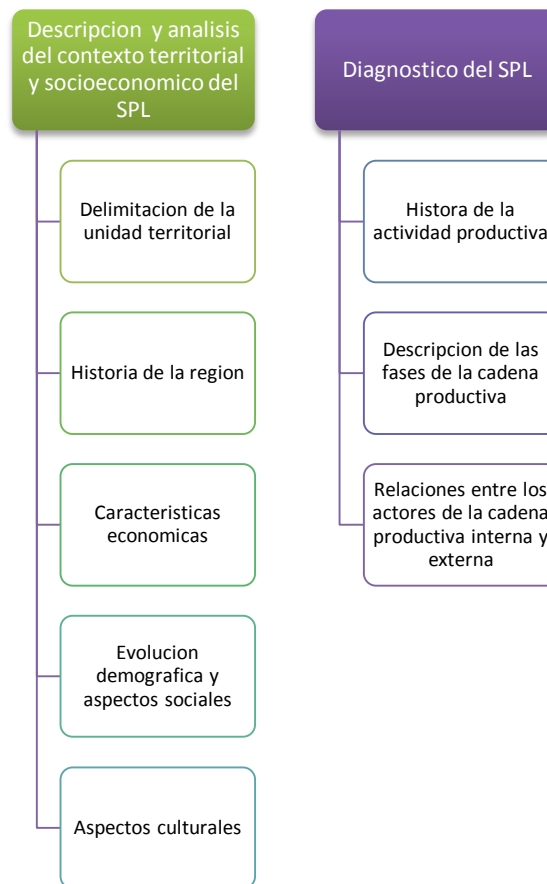 Descripcion y analisis
del contexto territorial
y socioeconomico del
SPL
Delimitacion de la
unidad territorial
Historia de la region
Caracteristicas
economicas
Evolucion
demografica y
aspectos sociales
Aspectos culturales
Diagnostico del SPL
Histora de la
actividad productiva
Descripcion de las
fases de la cadena
productiva
Relaciones entre los
actores de la cadena
productiva interna y
externa